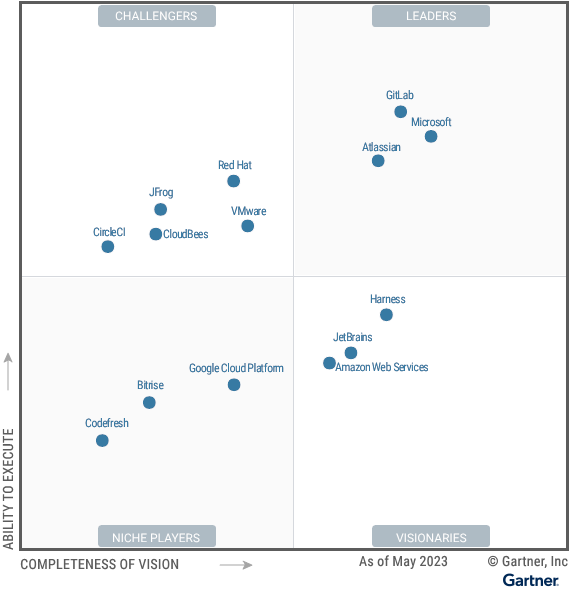 CHALLENGERS
LEADERS
GitLab
Microsoft
Atlassian
Red Hat
JFrog
VMware
CircleCI
CloudBees
Harness
JetBrains
Amazon Web Services
Google Cloud Platform
Bitrise
Codefresh
NICHE PLAYERS
VISIONARIES
ABILITY TO EXECUTE
COMPLETENESS OF VISION
As of May 2023
© Gartner, Inc
Gartner